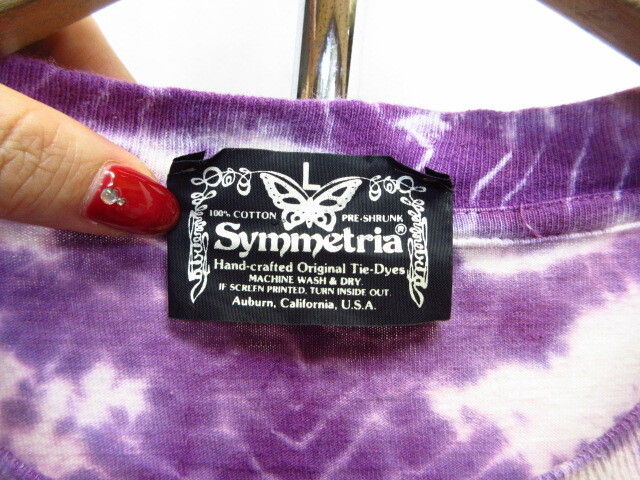 L
100% COTTON PRE-SHRUNK
Symmetria®
Hand-crafted Original Tie-Dyes
MACHINE WASH & DRY.
IF SCREEN PRINTED, TURN INSIDE OUT.
Auburn, California, U.S.A.